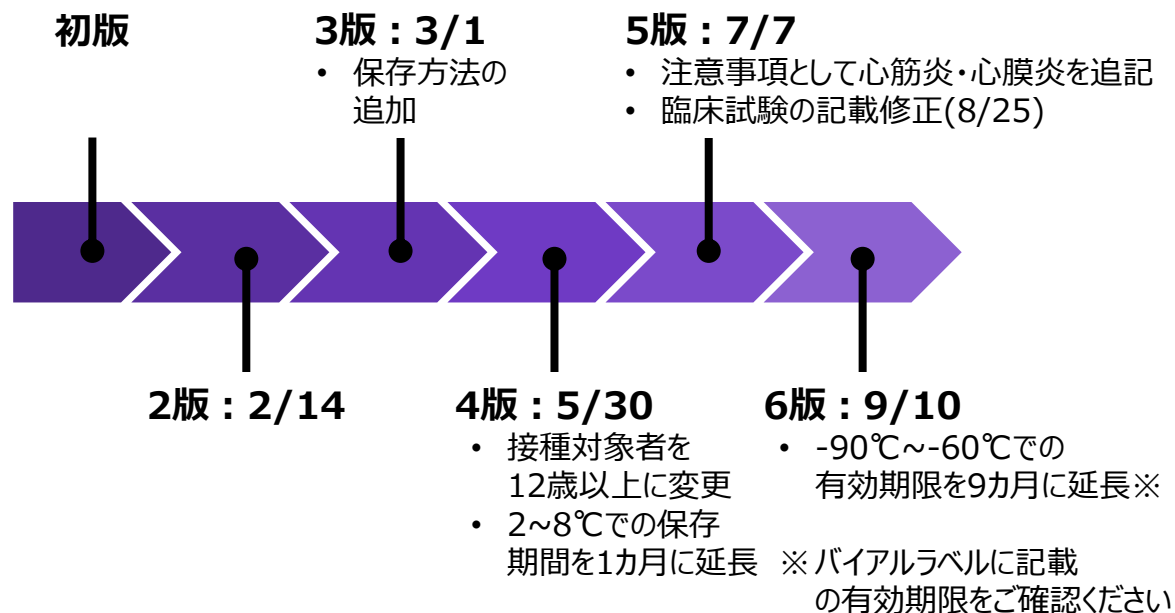 初版
3版：3/1
• 保存方法の
追加
5版：7/7
• 注意事項として心筋炎・心膜炎を追記
• 臨床試験の記載修正(8/25)
2版：2/14
4版：5/30
• 接種対象者を
12歳以上に変更
• 2~8℃での保存
期間を1カ月に延長
6版：9/10
• -90℃~-60℃での
有効期限を9カ月に延長※
※バイアルラベルに記載
の有効期限をご確認ください